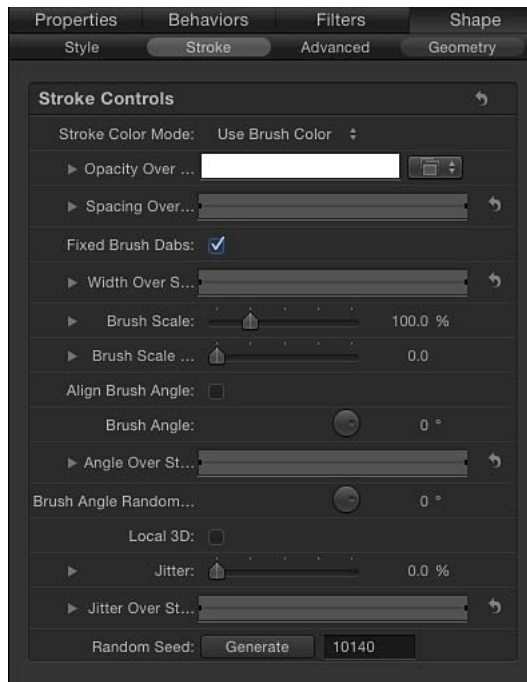 Properties Behaviors Filters Shape
Style Stroke Advanced Geometry
Stroke Controls
Stroke Color Mode: Use Brush Color
Opacity Over ...
Spacing Over...
Fixed Brush Dabs:
Width Over S...
Brush Scale: 100.0 %
Brush Scale ... 0.0
Align Brush Angle:
Brush Angle: 0 °
Angle Over St...
Brush Angle Random... 0 °
Local 3D:
Jitter: 0.0 %
Jitter Over St...
Random Seed: Generate 10140